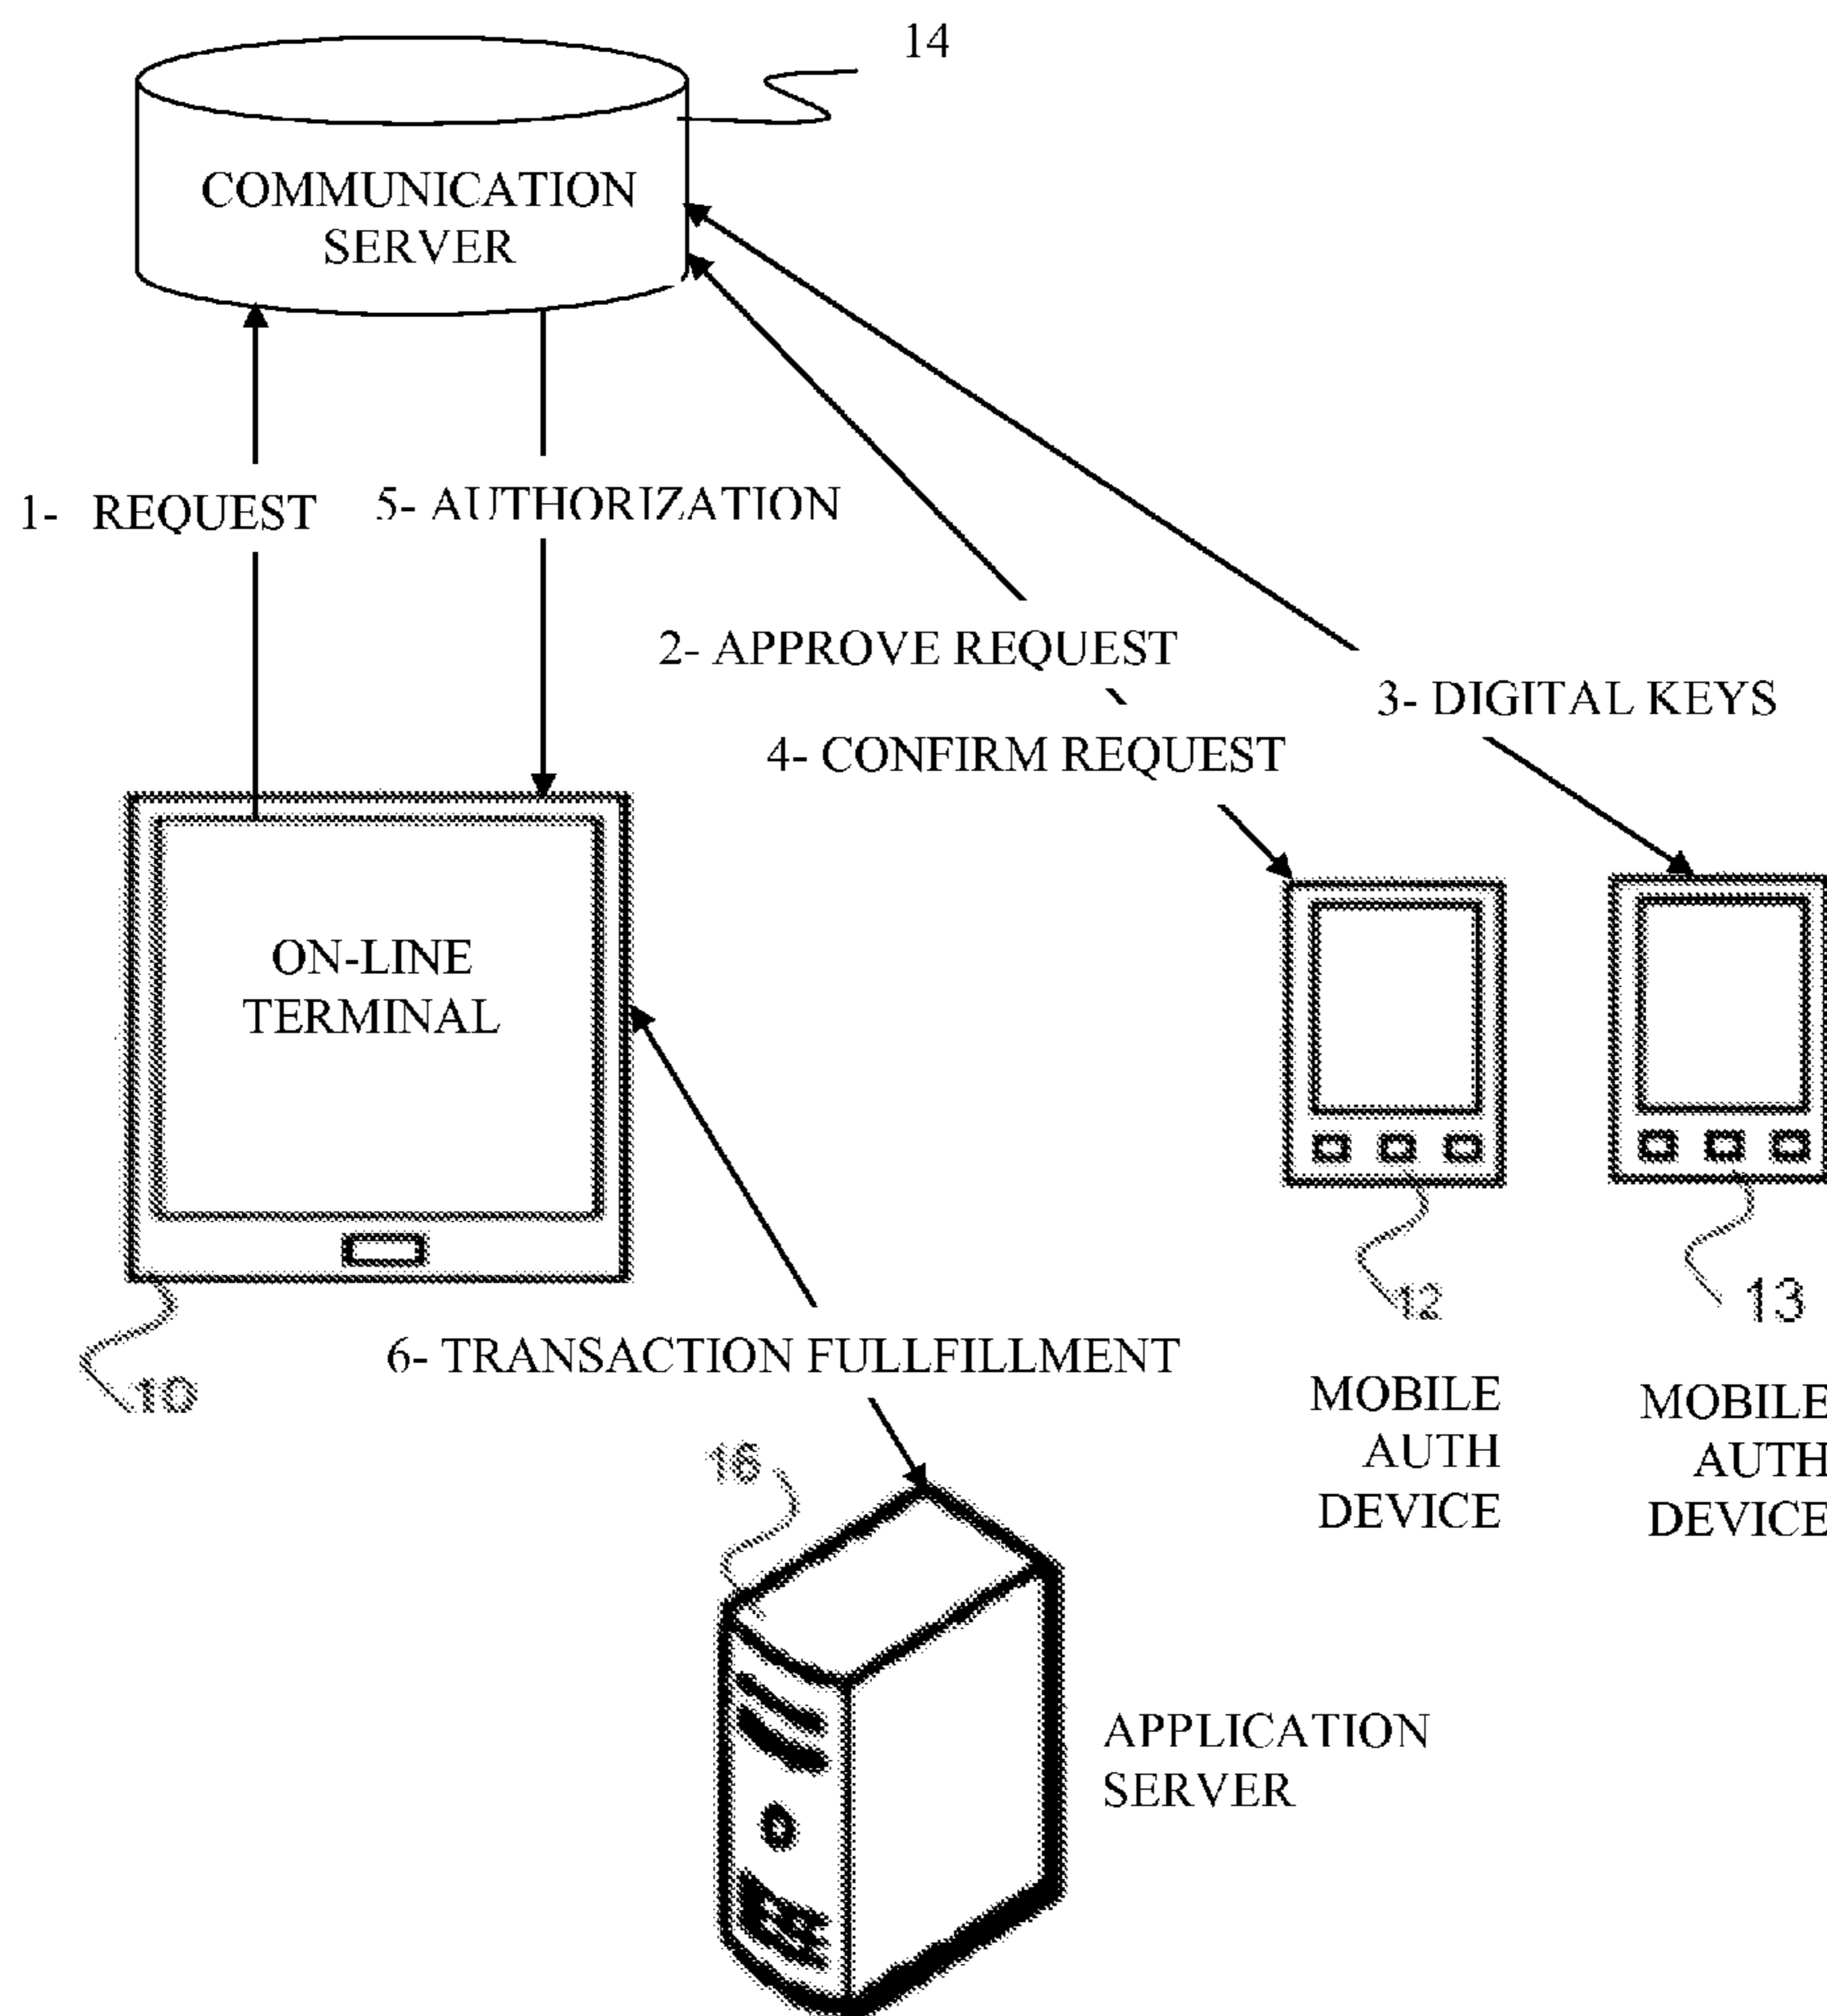 14
COMMUNICATION
SERVER
1- REQUEST
5- AUTHORIZATION
2- APPROVE REQUEST
3- DIGITAL KEYS
4- CONFIRM REQUEST
ON-LINE
TERMINAL
12
13
6- TRANSACTION FULLFILLMENT
10
MOBILE
AUTH
DEVICE
MOBILE
AUTH
DEVICE
16
APPLICATION
SERVER